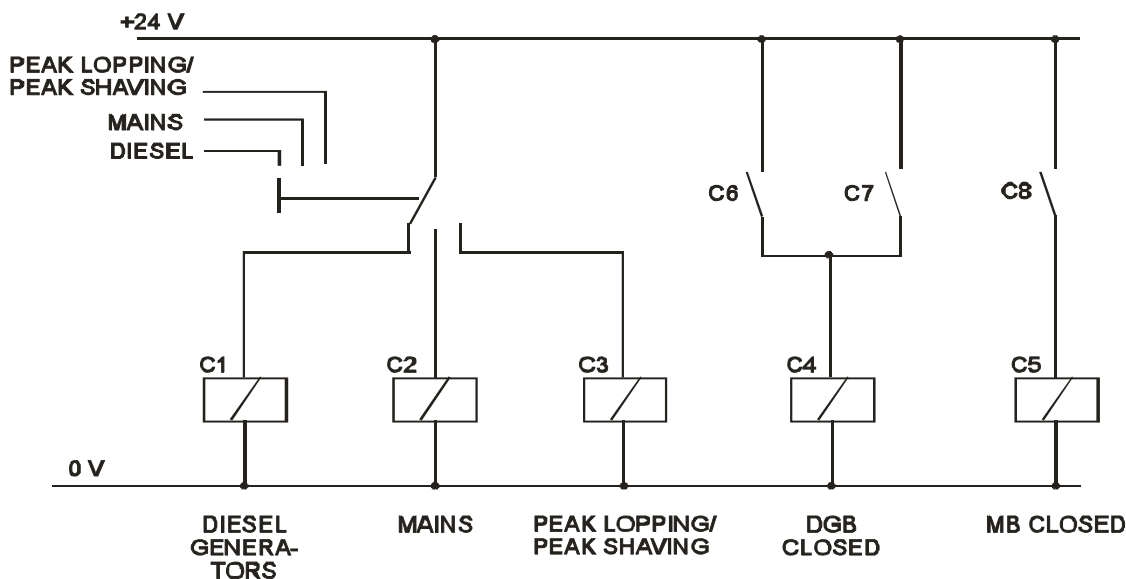 +24 V
PEAK LOPPING/
PEAK SHAVING
MAINS
DIESEL
C6
C7
C8
C1
C2
C3
C4
C5
0 V
DIESEL
GENERA-
TORS
MAINS
PEAK LOPPING/
PEAK SHAVING
DGB
CLOSED
MB CLOSED